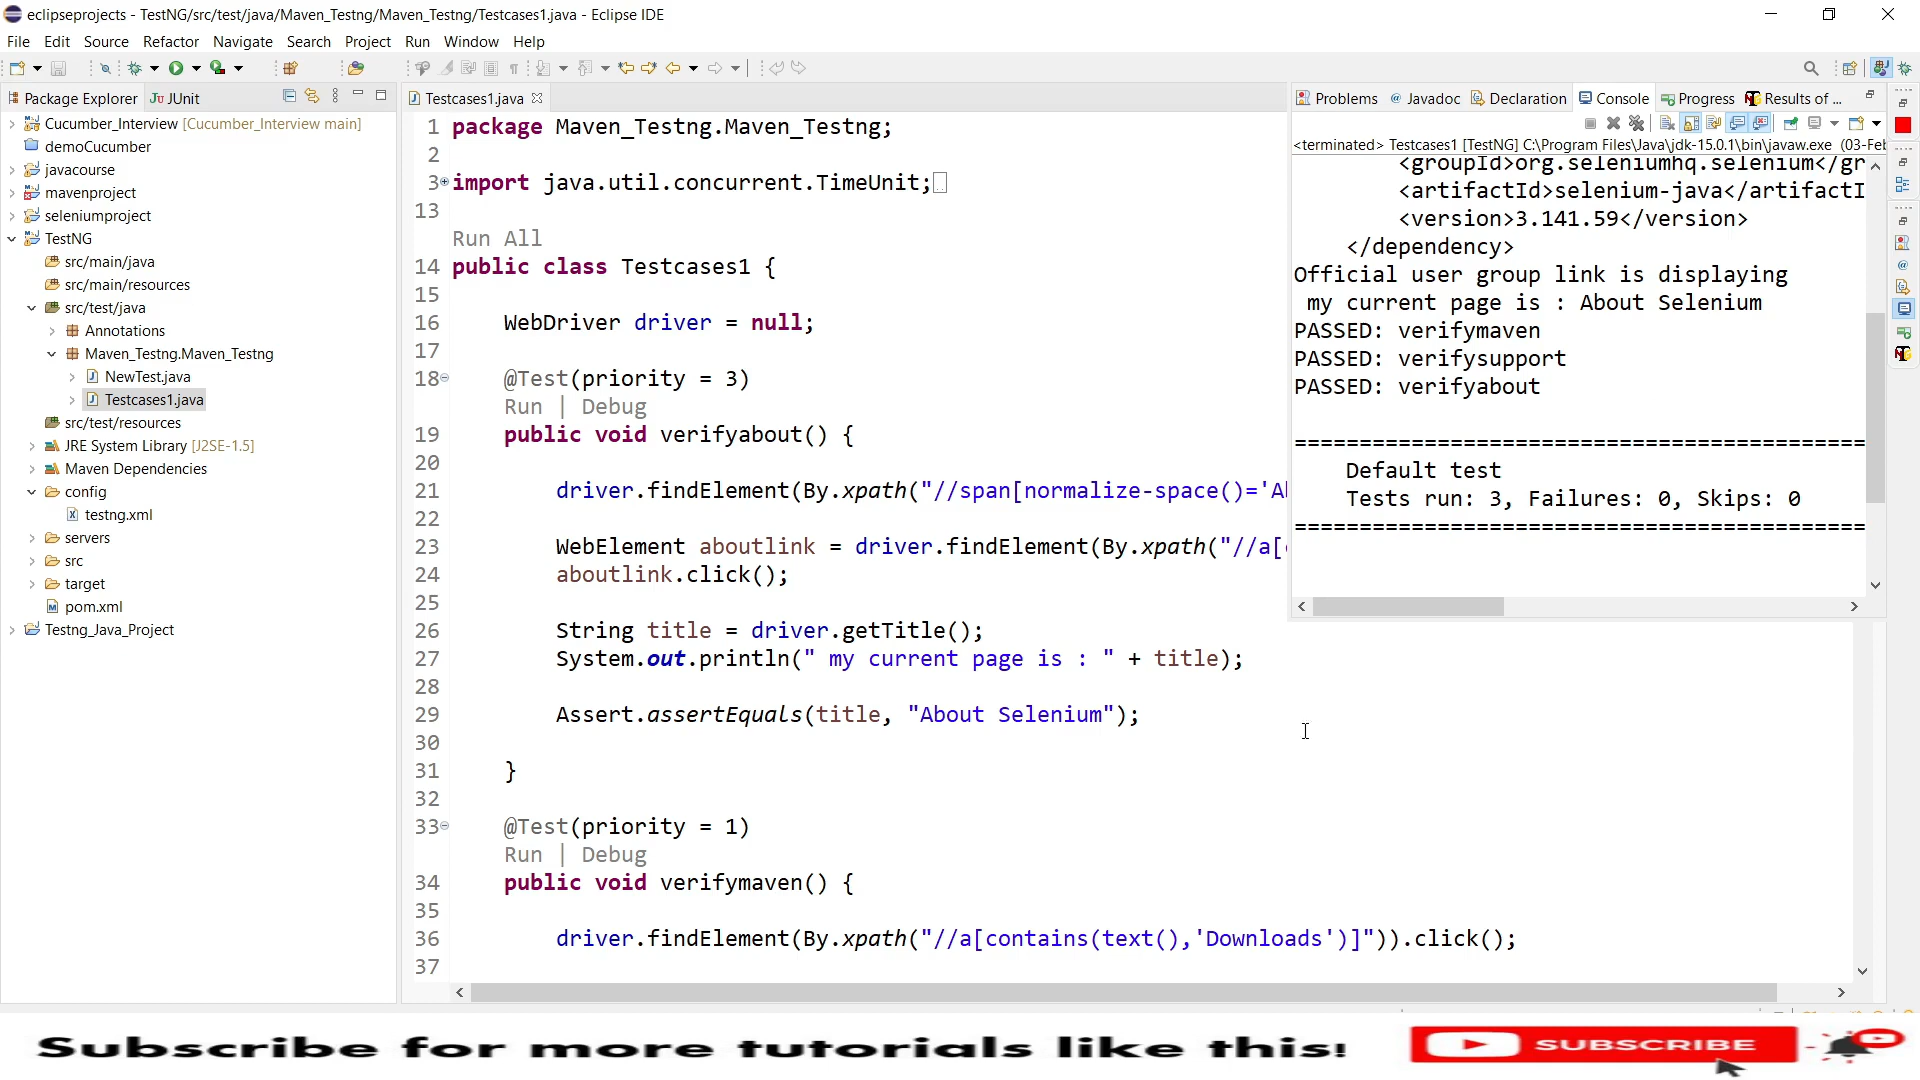 eclipseprojects - TestNG/src/test/java/Maven_Testng/Maven_Testng/Testcases1.java - Eclipse IDE
File Edit Source Refactor Navigate Search Project Run Window Help
Package Explorer
JUnit
Cucumber_Interview [Cucumber_Interview main]
demoCucumber
javacourse
mavenproject
seleniumproject
TestNG
src/main/java
src/main/resources
src/test/java
Annotations
Maven_Testng.Maven_Testng
NewTest.java
Testcases1.java
src/test/resources
JRE System Library [J2SE-1.5]
Maven Dependencies
config
testng.xml
servers
src
target
pom.xml
Testng_Java_Project
Testcases1.java
1 package Maven_Testng.Maven_Testng;
2
3 import java.util.concurrent.TimeUnit;
13
Run All
14 public class Testcases1 {
15
16 WebDriver driver = null;
17
18 @Test(priority = 3)
Run | Debug
19 public void verifyabout() {
20
21 driver.findElement(By.xpath("//span[normalize-space()='A
22
23 WebElement aboutlink = driver.findElement(By.xpath("//a[
24 aboutlink.click();
25
26 String title = driver.getTitle();
27 System.out.println(" my current page is : " + title);
28
29 Assert.assertEquals(title, "About Selenium");
30
31 }
32
33 @Test(priority = 1)
Run | Debug
34 public void verifymaven() {
35
36 driver.findElement(By.xpath("//a[contains(text(),'Downloads')]")).click();
37
Problems @ Javadoc Declaration Console Progress Results of ...
<terminated> Testcases1 [TestNG] C:\Program Files\Java\jdk-15.0.1\bin\javaw.exe (03-Feb
<groupId>org.seleniumhq.selenium</gr
<artifactId>selenium-java</artifactI
<version>3.141.59</version>
</dependency>
Official user group link is displaying
my current page is : About Selenium
PASSED: verifymaven
PASSED: verifysupport
PASSED: verifyabout
===========================================
Default test
Tests run: 3, Failures: 0, Skips: 0
===========================================
Subscribe for more tutorials like this!
SUBSCRIBE